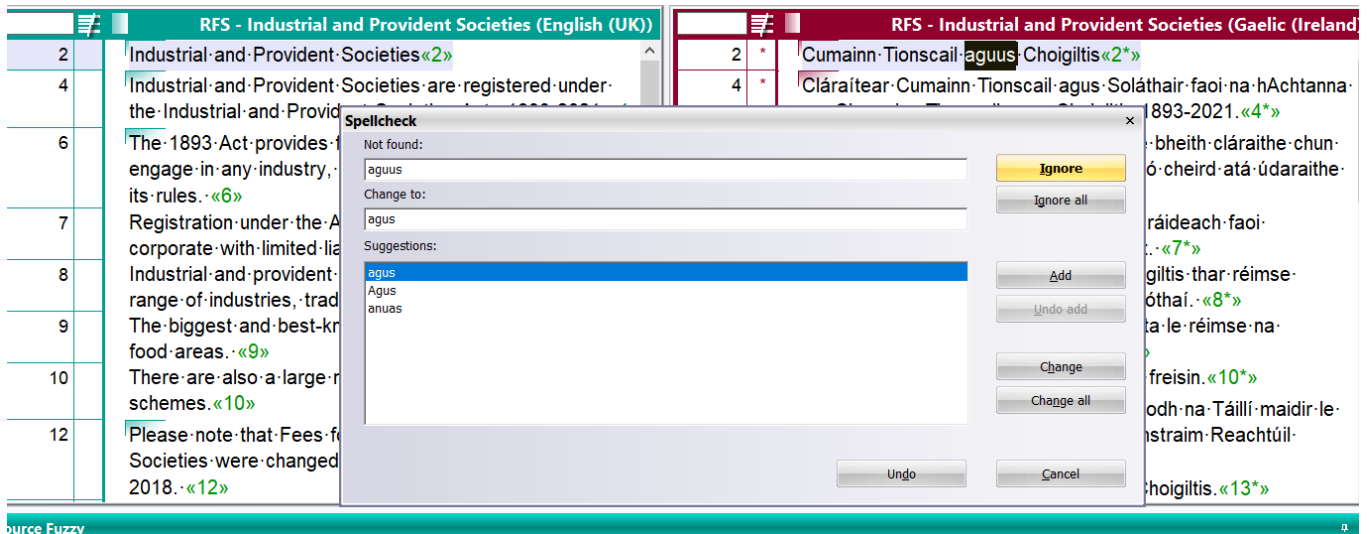 RFS - Industrial and Provident Societies (English (UK))
2 Industrial·and·Provident·Societies«2»
4 Industrial·and·Provident·Societies·are·registered·under·
the·Industrial·and·Provid
6 The·1893·Act·provides·f
engage·in·any·industry,·
its·rules.·«6»
7 Registration·under·the·A
corporate·with·limited·lia
8 Industrial·and·provident·
range·of·industries,·trad
9 The·biggest·and·best-kn
food·areas.·«9»
10 There·are·also·a·large·r
schemes.«10»
12 Please·note·that·Fees·fo
Societies·were·changed
2018.·«12»
RFS - Industrial and Provident Societies (Gaelic (Ireland)
2 * Cumainn·Tionscail·aguus·Choigiltis«2*»
4 * Cláraítear·Cumainn·Tionscail·agus·Soláthair·faoi·na·hAchtanna·
1893-2021.«4*»
bheith·cláraithe·chun·
ó·cheird·atá·údaraithe·
ráideach·faoi·
.·«7*»
giltis·thar·réimse·
óthaí.·«8*»
ta·le·réimse·na·
freisin.«10*»
odh·na·Táillí·maidir·le·
nstraim·Reachtúil·
hoigiltis.«13*»
Spellcheck
Not found:
aguus
Change to:
agus
Suggestions:
agus
Agus
anuas
Ignore
Ignore all
Add
Undo add
Change
Change all
Undo
Cancel
ource Fuzzy